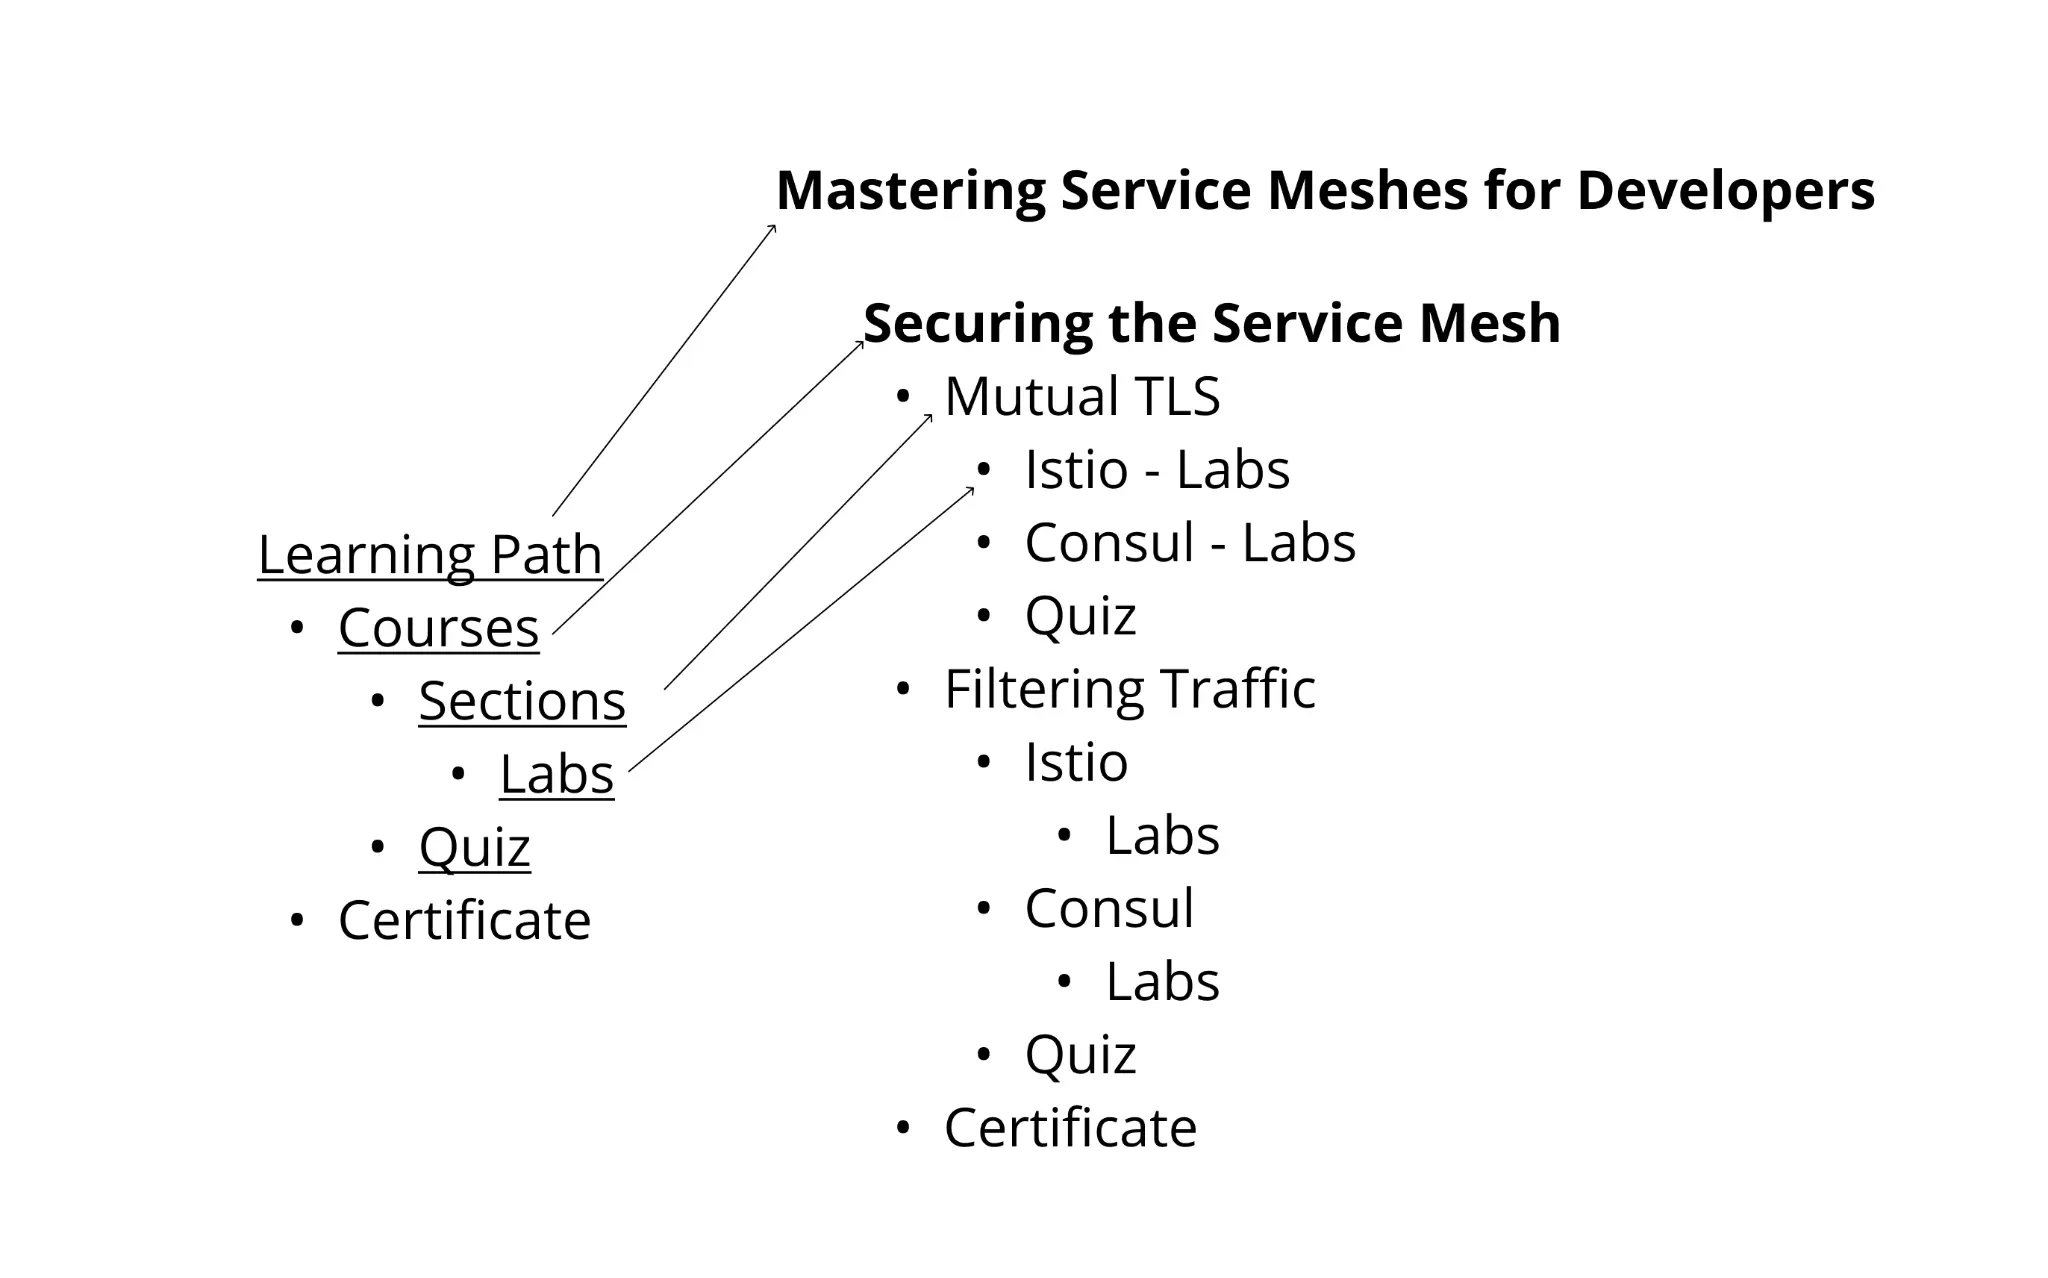 Mastering Service Meshes for Developers
Securing the Service Mesh
• Mutual TLS
• Istio - Labs
• Consul - Labs
• Quiz
• Filtering Traffic
• Istio
• Labs
• Consul
• Labs
• Quiz
• Certificate
Learning Path
• Courses
• Sections
• Labs
• Quiz
• Certificate